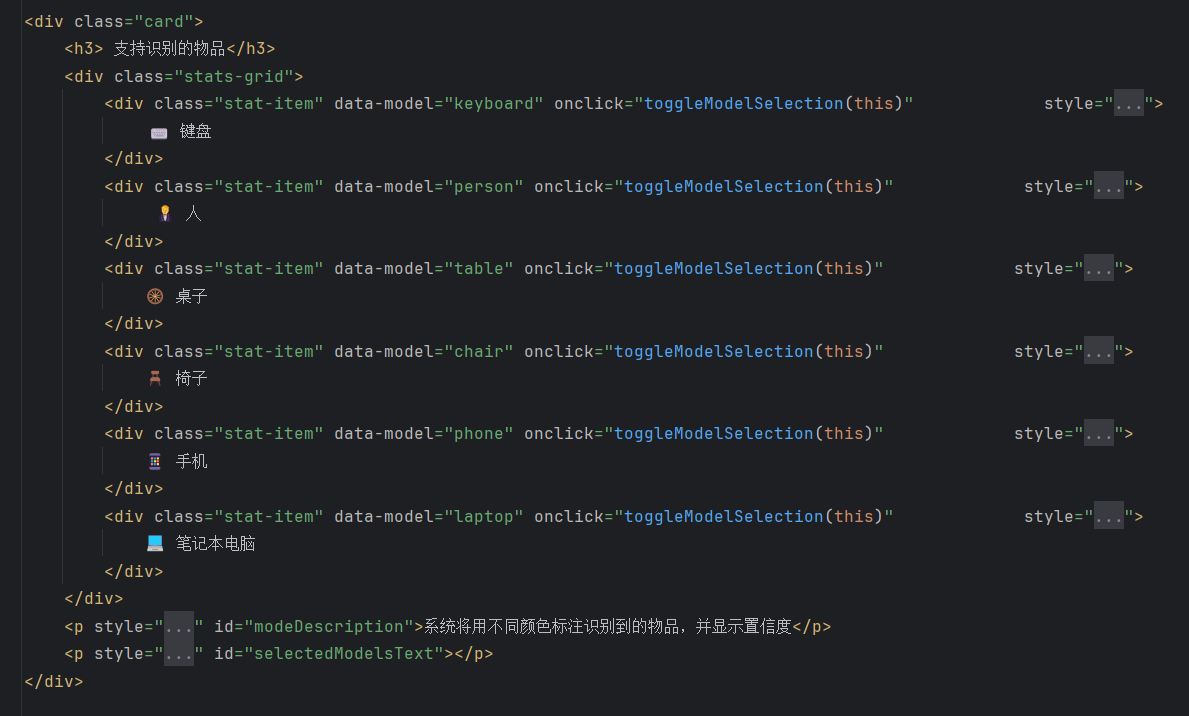 <div class="card">
<h3> 支持识别的物品</h3>
<div class="stats-grid">
<div class="stat-item" data-model="keyboard" onclick="toggleModelSelection(this)" style="...">
⌨️ 键盘
</div>
<div class="stat-item" data-model="person" onclick="toggleModelSelection(this)" style="...">
人
</div>
<div class="stat-item" data-model="table" onclick="toggleModelSelection(this)" style="...">
桌子
</div>
<div class="stat-item" data-model="chair" onclick="toggleModelSelection(this)" style="...">
🪑 椅子
</div>
<div class="stat-item" data-model="phone" onclick="toggleModelSelection(this)" style="...">
📱 手机
</div>
<div class="stat-item" data-model="laptop" onclick="toggleModelSelection(this)" style="...">
💻 笔记本电脑
</div>
</div>
<p style="..." id="modeDescription">系统将用不同颜色标注识别到的物品，并显示置信度</p>
<p style="..." id="selectedModelsText"></p>
</div>